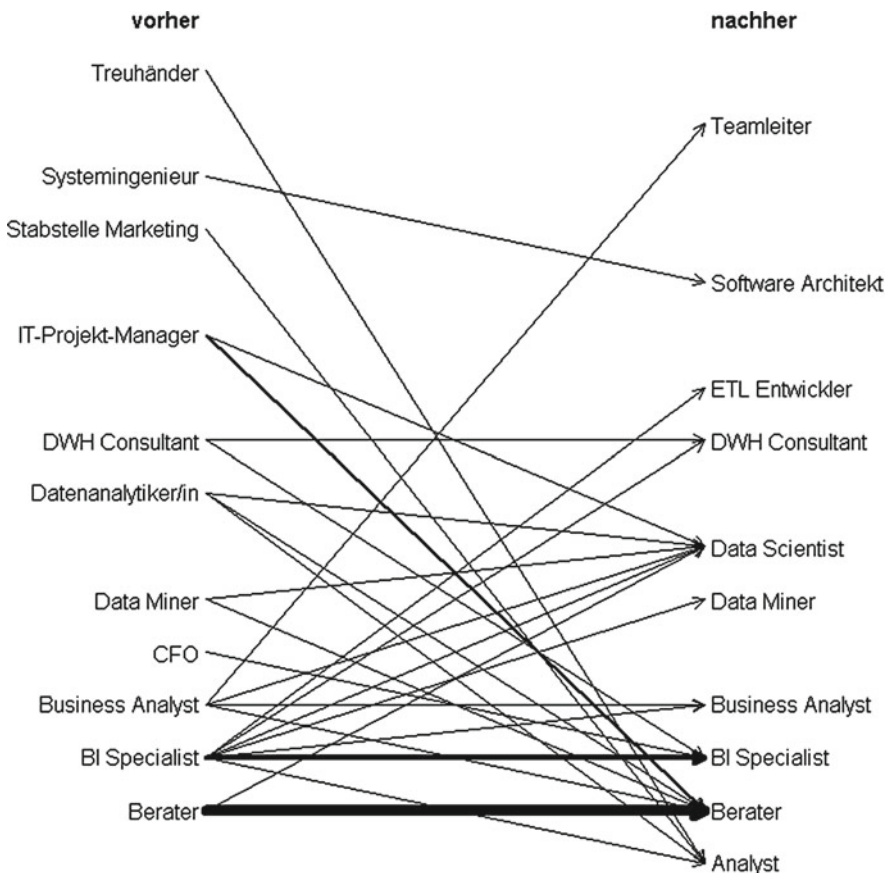 vorher
nachher
Treuhänder
Teamleiter
Systemingenieur
Stabstelle Marketing
Software Architekt
IT-Projekt-Manager
ETL Entwickler
DWH Consultant
DWH Consultant
Datenanalytiker/in
Data Scientist
Data Miner
Data Miner
CFO
Business Analyst
Business Analyst
BI Specialist
BI Specialist
Berater
Berater
Analyst